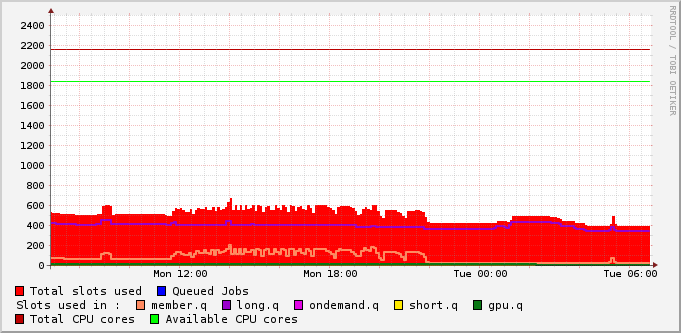 RRDTOOL / TOBI OETIKER
2400
2200
2000
1800
1600
1400
1200
1000
800
600
400
200
0
Mon 12:00 Mon 18:00 Tue 00:00 Tue 06:00
Total slots used Queued Jobs
Slots used in : member.q long.q ondemand.q short.q gpu.q
Total CPU cores Available CPU cores